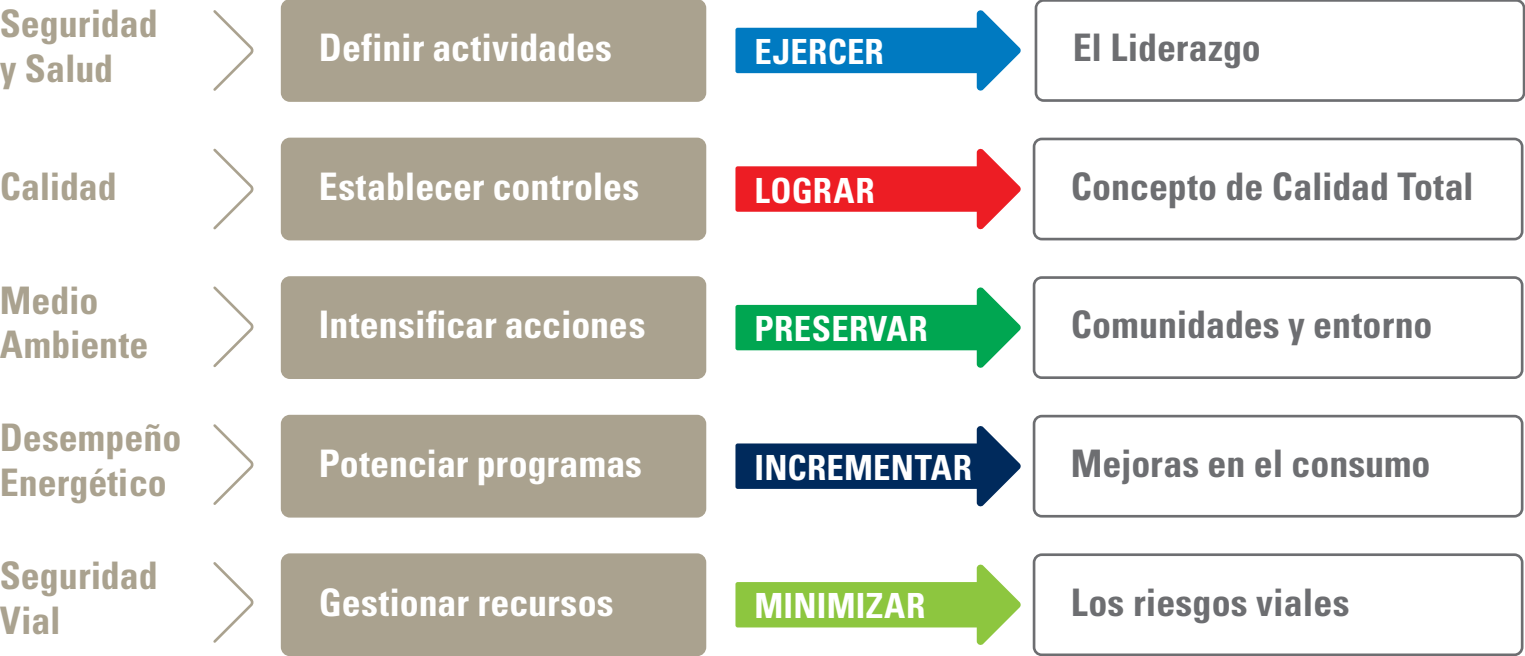 Seguridad
y Salud
Definir actividades
EJERCER
El Liderazgo
Calidad
Establecer controles
LOGRAR
Concepto de Calidad Total
Medio
Ambiente
Intensificar acciones
PRESERVAR
Comunidades y entorno
Desempeño
Energético
Potenciar programas
INCREMENTAR
Mejoras en el consumo
Seguridad
Vial
Gestionar recursos
MINIMIZAR
Los riesgos viales